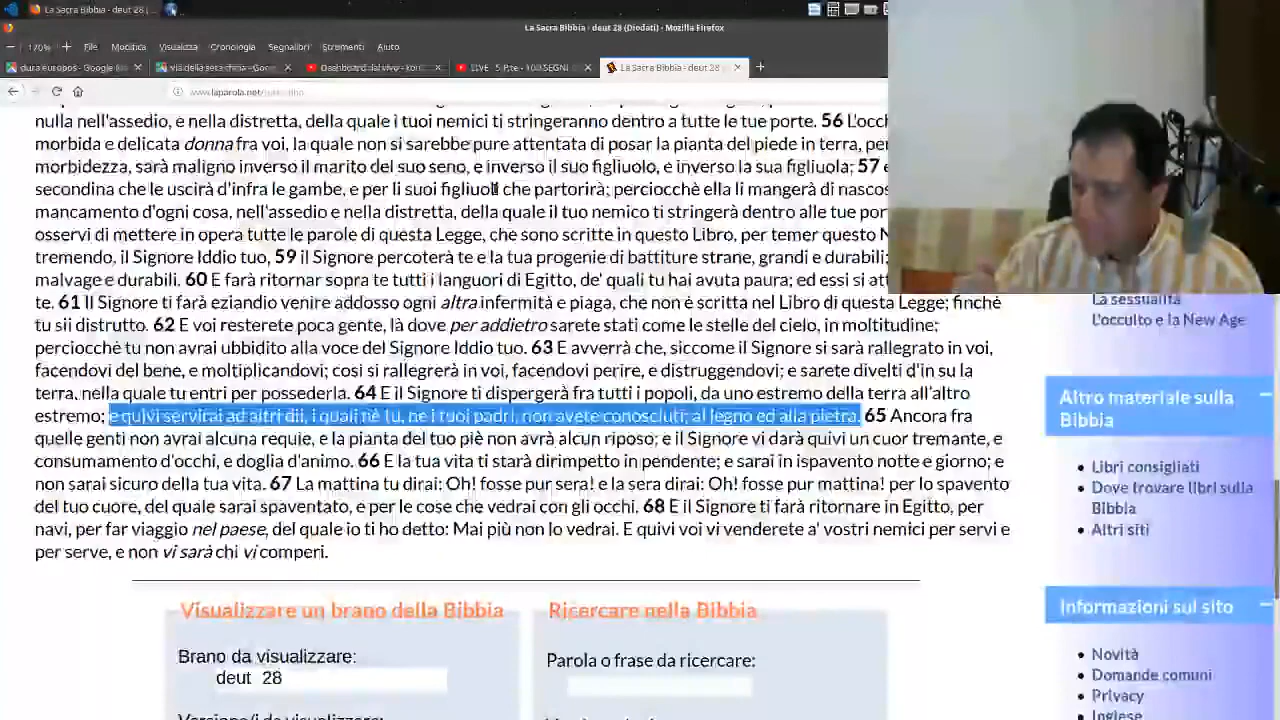 La Sacra Bibbia - deut 28 (Diodati) |...
La Sacra Bibbia - deut 28 (Diodati) - Mozilla Firefox
120% File Modifica Visualizza Cronologia Segnalibri Strumenti Aiuto
dura europos - Google
Dashboard dal vivo -
LIVE
La Sacra Bibbia - deut 28
www.laparola.net
nulla nell'assedio, e nella distretta, della quale i tuoi nemici ti stringeranno dentro a tutte le tue porte. 56
morbida e delicata donna fra voi, la quale non si sarebbe pure attentata di posar la pianta del piede in terra, per
morbidezza, sarà maligno inverso il marito del suo seno, e inverso il suo figliuolo, e inverso la sua figliuola; 57
secondina che le uscirà d'infra le gambe, e per li suoi figliuoli che partorirà; perciocchè ella li mangerà di
mancamento d'ogni cosa, nell'assedio e nella distretta, della quale il tuo nemico ti stringerà dentro alle tue
osservi di mettere in opera tutte le parole di questa Legge, che sono scritte in questo Libro, per temer questo
tremendo, il Signore Iddio tuo, 59 il Signore percoterà te e la tua progenie di battiture strane, grandi e durabili;
malvage e durabili. 60 E farà ritornar sopra te tutti i languori di Egitto, de' quali tu hai avuta paura; ed essi si
te. 61 Il Signore ti farà eziandio venire addosso ogni altra infermità e piaga, che non è scritta nel Libro di questa Legge; finchè
tu sii distrutto. 62 E voi resterete poca gente, là dove per addietro sarete stati come le stelle del cielo, in moltitudine;
perciocchè tu non avrai ubbidito alla voce del Signore Iddio tuo. 63 E avverrà che, siccome il Signore si sarà rallegrato in voi,
facendovi del bene, e moltiplicandovi; così si rallegrerà in voi, facendovi perire, e distruggendovi; e sarete divelti d'in su la
terra, nella quale tu entri per possederla. 64 E il Signore ti dispergerà fra tutti i popoli, da uno estremo della terra all'altro
estremo; e quivi servirai ad altri dii, i quali nè tu, nè i tuoi padri, non avete conosciuti; al legno ed alla pietra. 65 Ancora fra
quelle genti non avrai alcuna requie, e la pianta del tuo piè non avrà alcun riposo; e il Signore vi darà quivi un cuor tremante, e
consumamento d'occhi, e doglia d'animo. 66 E la tua vita ti starà dirimpetto in pendente; e sarai in ispavento notte e giorno; e
non sarai sicuro della tua vita. 67 La mattina tu dirai: Oh! fosse pur sera! e la sera dirai: Oh! fosse pur mattina! per lo spavento
del tuo cuore, del quale sarai spaventato, e per le cose che vedrai con gli occhi. 68 E il Signore ti farà ritornare in Egitto, per
navi, per far viaggio nel paese, del quale io ti ho detto: Mai più non lo vedrai. E quivi voi vi venderete a' vostri nemici per servi e
per serve, e non vi sarà chi vi comperi.
Visualizzare un brano della Bibbia
Brano da visualizzare:
deut 28
Ricercare nella Bibbia
Parola o frase da ricercare:
La sessualità
L'occulto e la New Age
Altro materiale sulla
Bibbia
Libri consigliati
Dove trovare libri sulla
Bibbia
Altri siti
Informazioni sul sito
Novità
Domande comuni
Privacy
Inglese